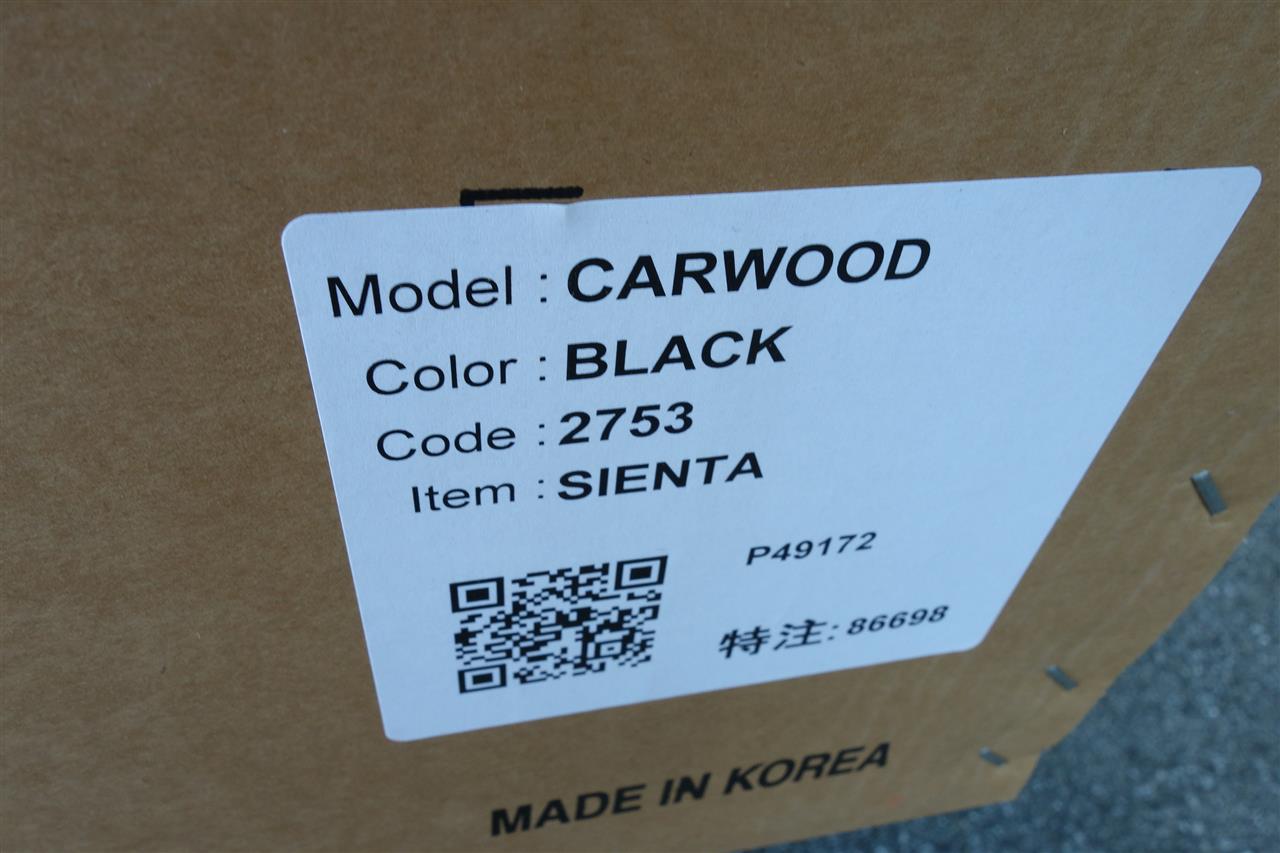 Model : CARWOOD
Color : BLACK
Code : 2753
Item : SIENTA
P49172
特注: 86698
MADE IN KOREA